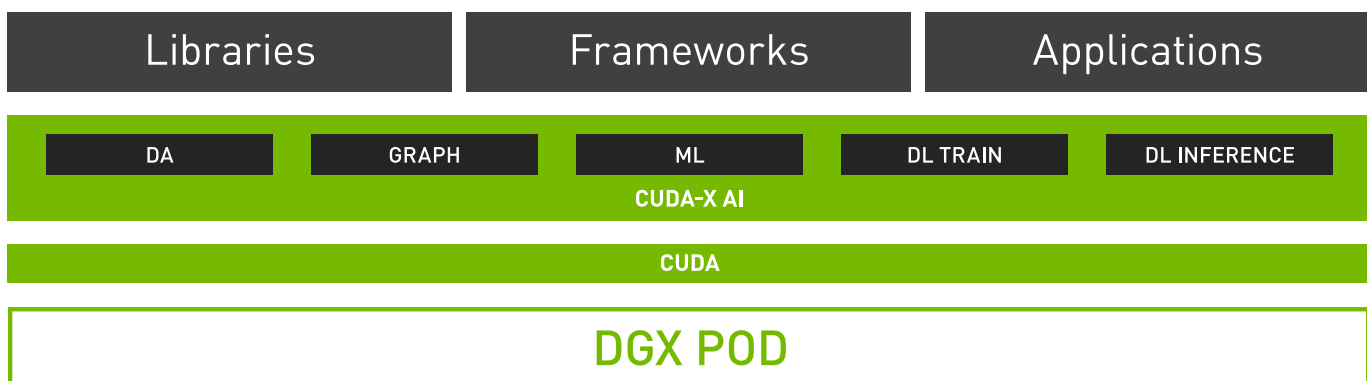 Libraries Frameworks Applications
DA GRAPH ML DL TRAIN DL INFERENCE
CUDA-X AI
CUDA
DGX POD